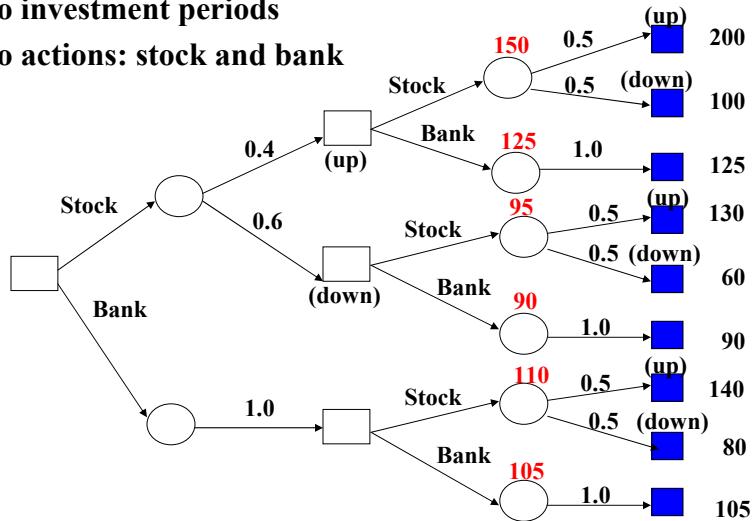 o investment periods
o actions: stock and bank
(up)
150
0.5
200
Stock
0.5
(down)
100
0.4
(up)
Bank
125
1.0
125
Stock
0.6
(down)
Stock
95
0.5
(up)
130
0.5
(down)
60
Bank
90
1.0
90
Bank
1.0
Stock
110
0.5
(up)
140
0.5
(down)
80
Bank
105
1.0
105